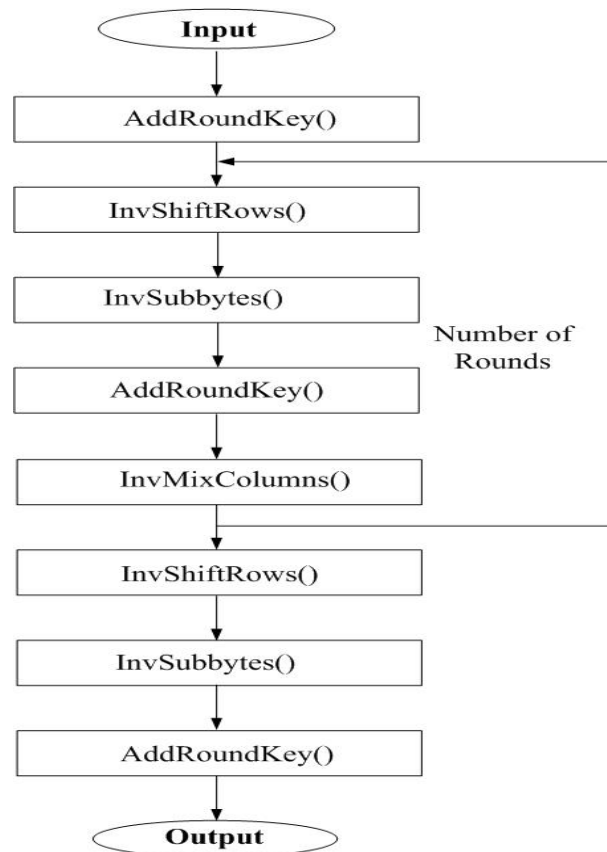 Input
AddRoundKey()
InvShiftRows()
InvSubbytes()
Number of
Rounds
AddRoundKey()
InvMixColumns()
InvShiftRows()
InvSubbytes()
AddRoundKey()
Output